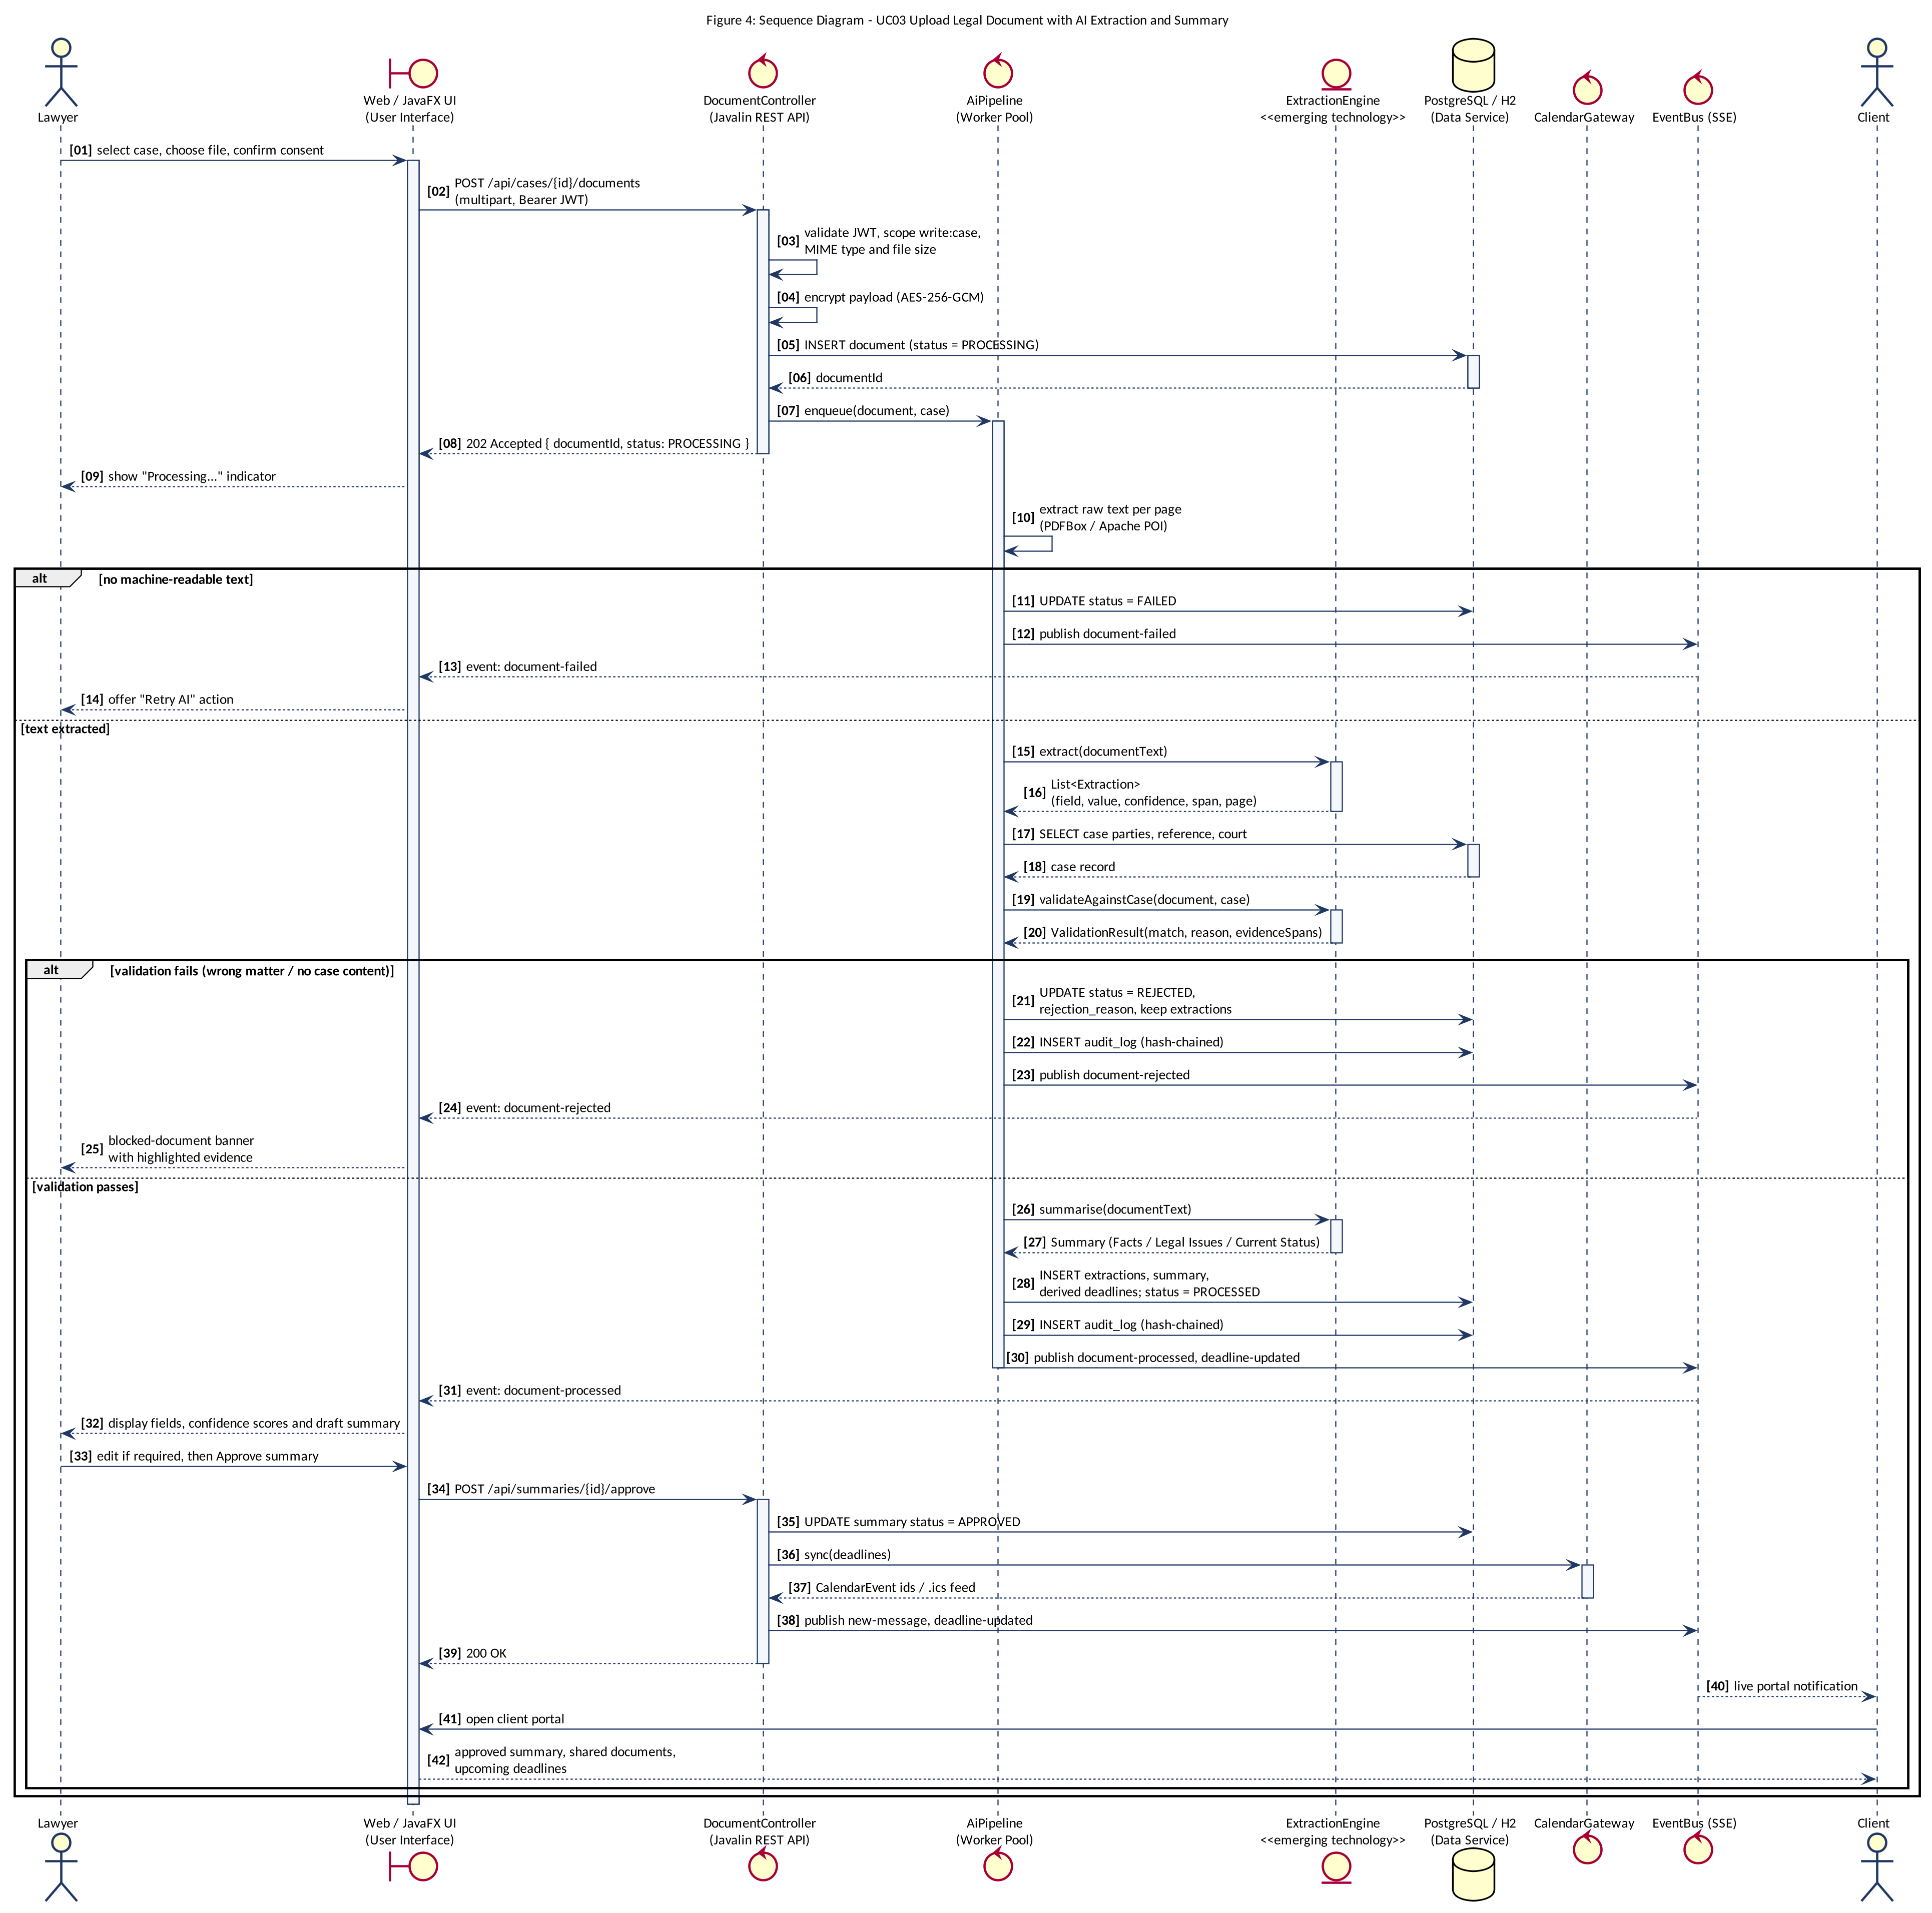 Figure 4: Sequence Diagram - UC03 Upload Legal Document with AI Extraction and Summary
Lawyer
Web / JavaFX UI
(User Interface)
DocumentController
(Javalin REST API)
AiPipeline
(Worker Pool)
ExtractionEngine
<<emerging technology>>
PostgreSQL / H2
(Data Service)
CalendarGateway
EventBus (SSE)
Client
[01] select case, choose file, confirm consent
[02] POST /api/cases/{id}/documents
(multipart, Bearer JWT)
[03] validate JWT, scope write:case,
MIME type and file size
[04] encrypt payload (AES-256-GCM)
[05] INSERT document (status = PROCESSING)
[06] documentId
[07] enqueue(document, case)
[08] 202 Accepted { documentId, status: PROCESSING }
[09] show "Processing..." indicator
[10] extract raw text per page
(PDFBox / Apache POI)
alt [no machine-readable text]
[11] UPDATE status = FAILED
[12] publish document-failed
[13] event: document-failed
[14] offer "Retry AI" action
[text extracted]
[15] extract(documentText)
[16] List<Extraction>
(field, value, confidence, span, page)
[17] SELECT case parties, reference, court
[18] case record
[19] validateAgainstCase(document, case)
[20] ValidationResult(match, reason, evidenceSpans)
alt [validation fails (wrong matter / no case content)]
[21] UPDATE status = REJECTED,
rejection_reason, keep extractions
[22] INSERT audit_log (hash-chained)
[23] publish document-rejected
[24] event: document-rejected
[25] blocked-document banner
with highlighted evidence
[validation passes]
[26] summarise(documentText)
[27] Summary (Facts / Legal Issues / Current Status)
[28] INSERT extractions, summary,
derived deadlines; status = PROCESSED
[29] INSERT audit_log (hash-chained)
[30] publish document-processed, deadline-updated
[31] event: document-processed
[32] display fields, confidence scores and draft summary
[33] edit if required, then Approve summary
[34] POST /api/summaries/{id}/approve
[35] UPDATE summary status = APPROVED
[36] sync(deadlines)
[37] CalendarEvent ids / .ics feed
[38] publish new-message, deadline-updated
[39] 200 OK
[40] live portal notification
[41] open client portal
[42] approved summary, shared documents,
upcoming deadlines
Lawyer
Web / JavaFX UI
(User Interface)
DocumentController
(Javalin REST API)
AiPipeline
(Worker Pool)
ExtractionEngine
<<emerging technology>>
PostgreSQL / H2
(Data Service)
CalendarGateway
EventBus (SSE)
Client